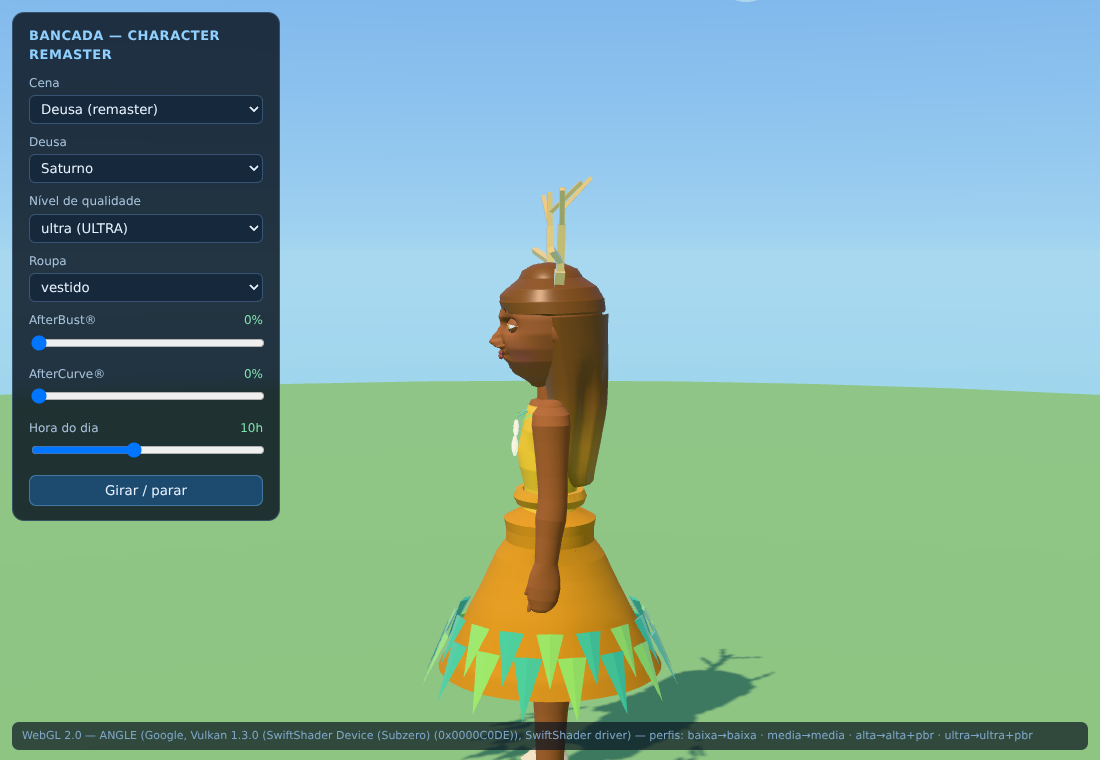 BANCADA — CHARACTER
REMASTER
Cena
Deusa (remaster)
Deusa
Saturno
Nível de qualidade
ultra (ULTRA)
Roupa
vestido
AfterBust® 0%
AfterCurve® 0%
Hora do dia 10h
Girar / parar
WebGL 2.0 — ANGLE (Google, Vulkan 1.3.0 (SwiftShader Device (Subzero) (0x0000C0DE)), SwiftShader driver) — perfis: baixa→baixa · media→media · alta→alta+pbr · ultra→ultra+pbr